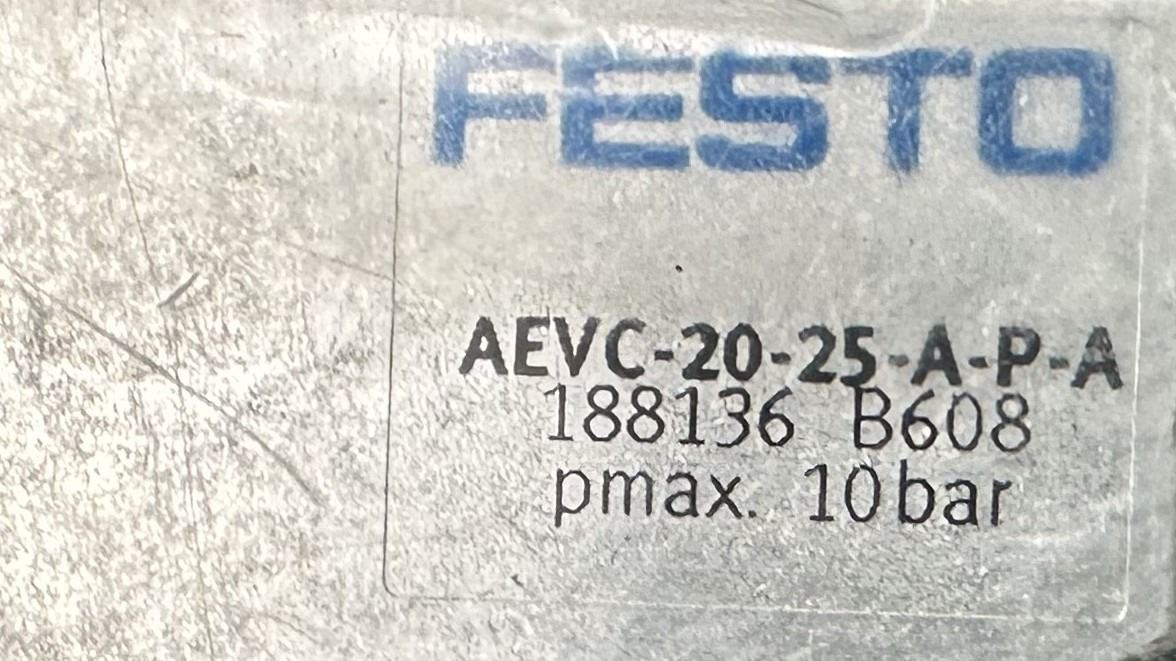 FESTO
AEVC-20-25-A-P-A
188136 B608
pmax. 10bar